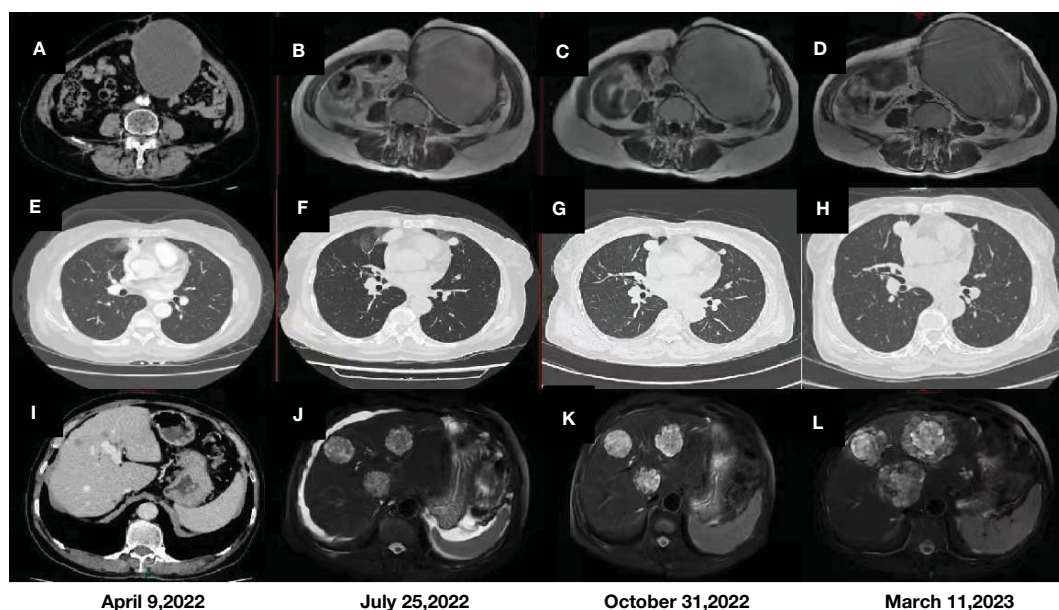 A B C D
E F G H
I J K L
April 9,2022 July 25,2022 October 31,2022 March 11,2023